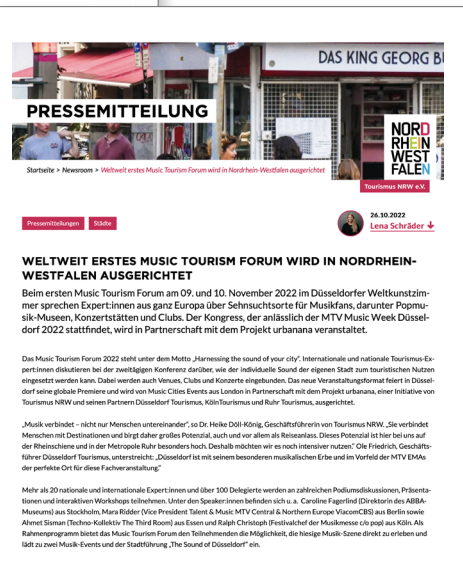 DAS KING GEORG B
PRESSEMITTEILUNG
NORD
RHEIN
WEST
FALEN
Startseite > Newsroom > Weltweit erstes Music Tourism Forum wird in Nordrhein-Westfalen ausgerichtet
Tourismus NRW e.V.
Pressemitteilungen Städte
26.10.2022
Lena Schräder
WELTWEIT ERSTES MUSIC TOURISM FORUM WIRD IN NORDRHEIN-
WESTFALEN AUSGERICHTET
Beim ersten Music Tourism Forum am 09. und 10. November 2022 im Düsseldorfer Weltkunstzim-
mer sprechen Expert:innen aus ganz Europa über Sehnsuchtsorte für Musikfans, darunter Popmu-
sik-Museen, Konzertstätten und Clubs. Der Kongress, der anlässlich der MTV Music Week Düssel-
dorf 2022 stattfindet, wird in Partnerschaft mit dem Projekt urbanana veranstaltet.
Das Music Tourism Forum 2022 steht unter dem Motto „Harnessing the sound of your city". Internationale und nationale Tourismus-Ex-
pert:innen diskutieren bei der zweitägigen Konferenz darüber, wie der individuelle Sound der eigenen Stadt zum touristischen Nutzen
eingesetzt werden kann. Dabei werden auch Venues, Clubs und Konzerte eingebunden. Das neue Veranstaltungsformat feiert in Düssel-
dorf seine globale Premiere und wird von Music Cities Events aus London in Partnerschaft mit dem Projekt urbanana, einer Initiative von
Tourismus NRW und seinen Partnern Düsseldorf Tourismus, KölnTourismus und Ruhr Tourismus, ausgerichtet.
„Musik verbindet – nicht nur Menschen untereinander", so Dr. Heike Döll-König, Geschäftsführerin von Tourismus NRW. „Sie verbindet
Menschen mit Destinationen und birgt daher großes Potenzial, auch und vor allem als Reiseanlass. Dieses Potenzial ist hier bei uns auf
der Rheinschiene und in der Metropole Ruhr besonders hoch. Deshalb möchten wir es noch intensiver nutzen." Ole Friedrich, Geschäfts-
führer Düsseldorf Tourismus, unterstreicht: „Düsseldorf ist mit seinem besonderen musikalischen Erbe und im Vorfeld der MTV EMAs
der perfekte Ort für diese Fachveranstaltung."
Mehr als 20 nationale und internationale Expert:innen und über 100 Delegierte werden an zahlreichen Podiumsdiskussionen, Präsenta-
tionen und interaktiven Workshops teilnehmen. Unter den Speaker:innen befinden sich u. a. Caroline Fagerlind (Direktorin des ABBA-
Museums) aus Stockholm, Mara Ridder (Vice President Talent & Music MTV Central & Northern Europe ViacomCBS) aus Berlin sowie
Ahmet Sisman (Techno-Kollektiv The Third Room) aus Essen und Ralph Christoph (Festivalchef der Musikmesse c/o pop) aus Köln. Als
Rahmenprogramm bietet das Music Tourism Forum den Teilnehmenden die Möglichkeit, die hiesige Musik-Szene direkt zu erleben und
lädt zu zwei Musik-Events und der Stadtführung „The Sound of Düsseldorf" ein.